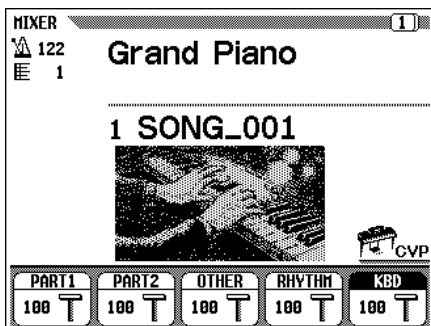 MIXER 1
122
1
Grand Piano
1 SONG_001
CVP
PART1 PART2 OTHER RHYTHM KBD
100 100 100 100 100